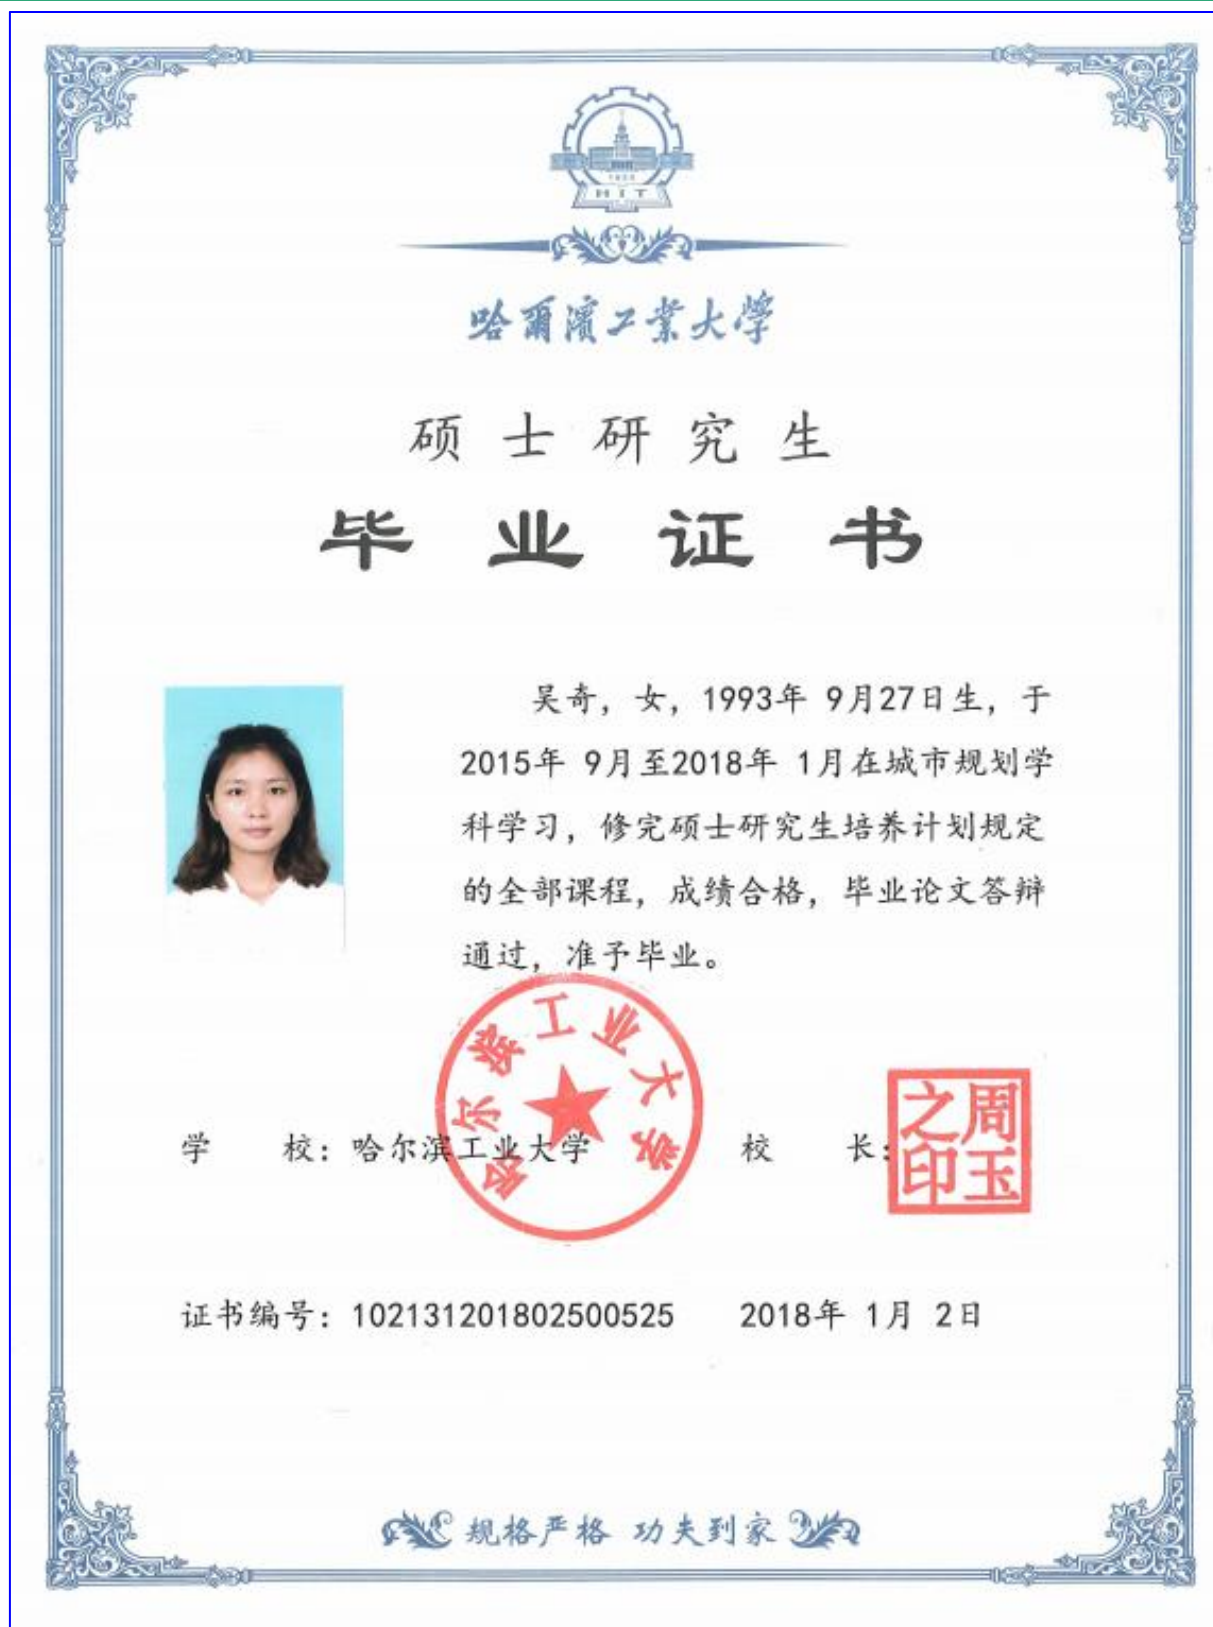 1920
HIT
哈爾濱工業大學
硕士研究生
毕业证书
吴奇，女，1993年 9月27日生，于
2015年 9月至2018年 1月在城市规划学
科学习，修完硕士研究生培养计划规定
的全部课程，成绩合格，毕业论文答辩
通过，准予毕业。
哈尔滨工业大学
学 校：哈尔滨工业大学 校 长：
周玉之印
证书编号：102131201802500525 2018年 1月 2日
规格严格 功夫到家